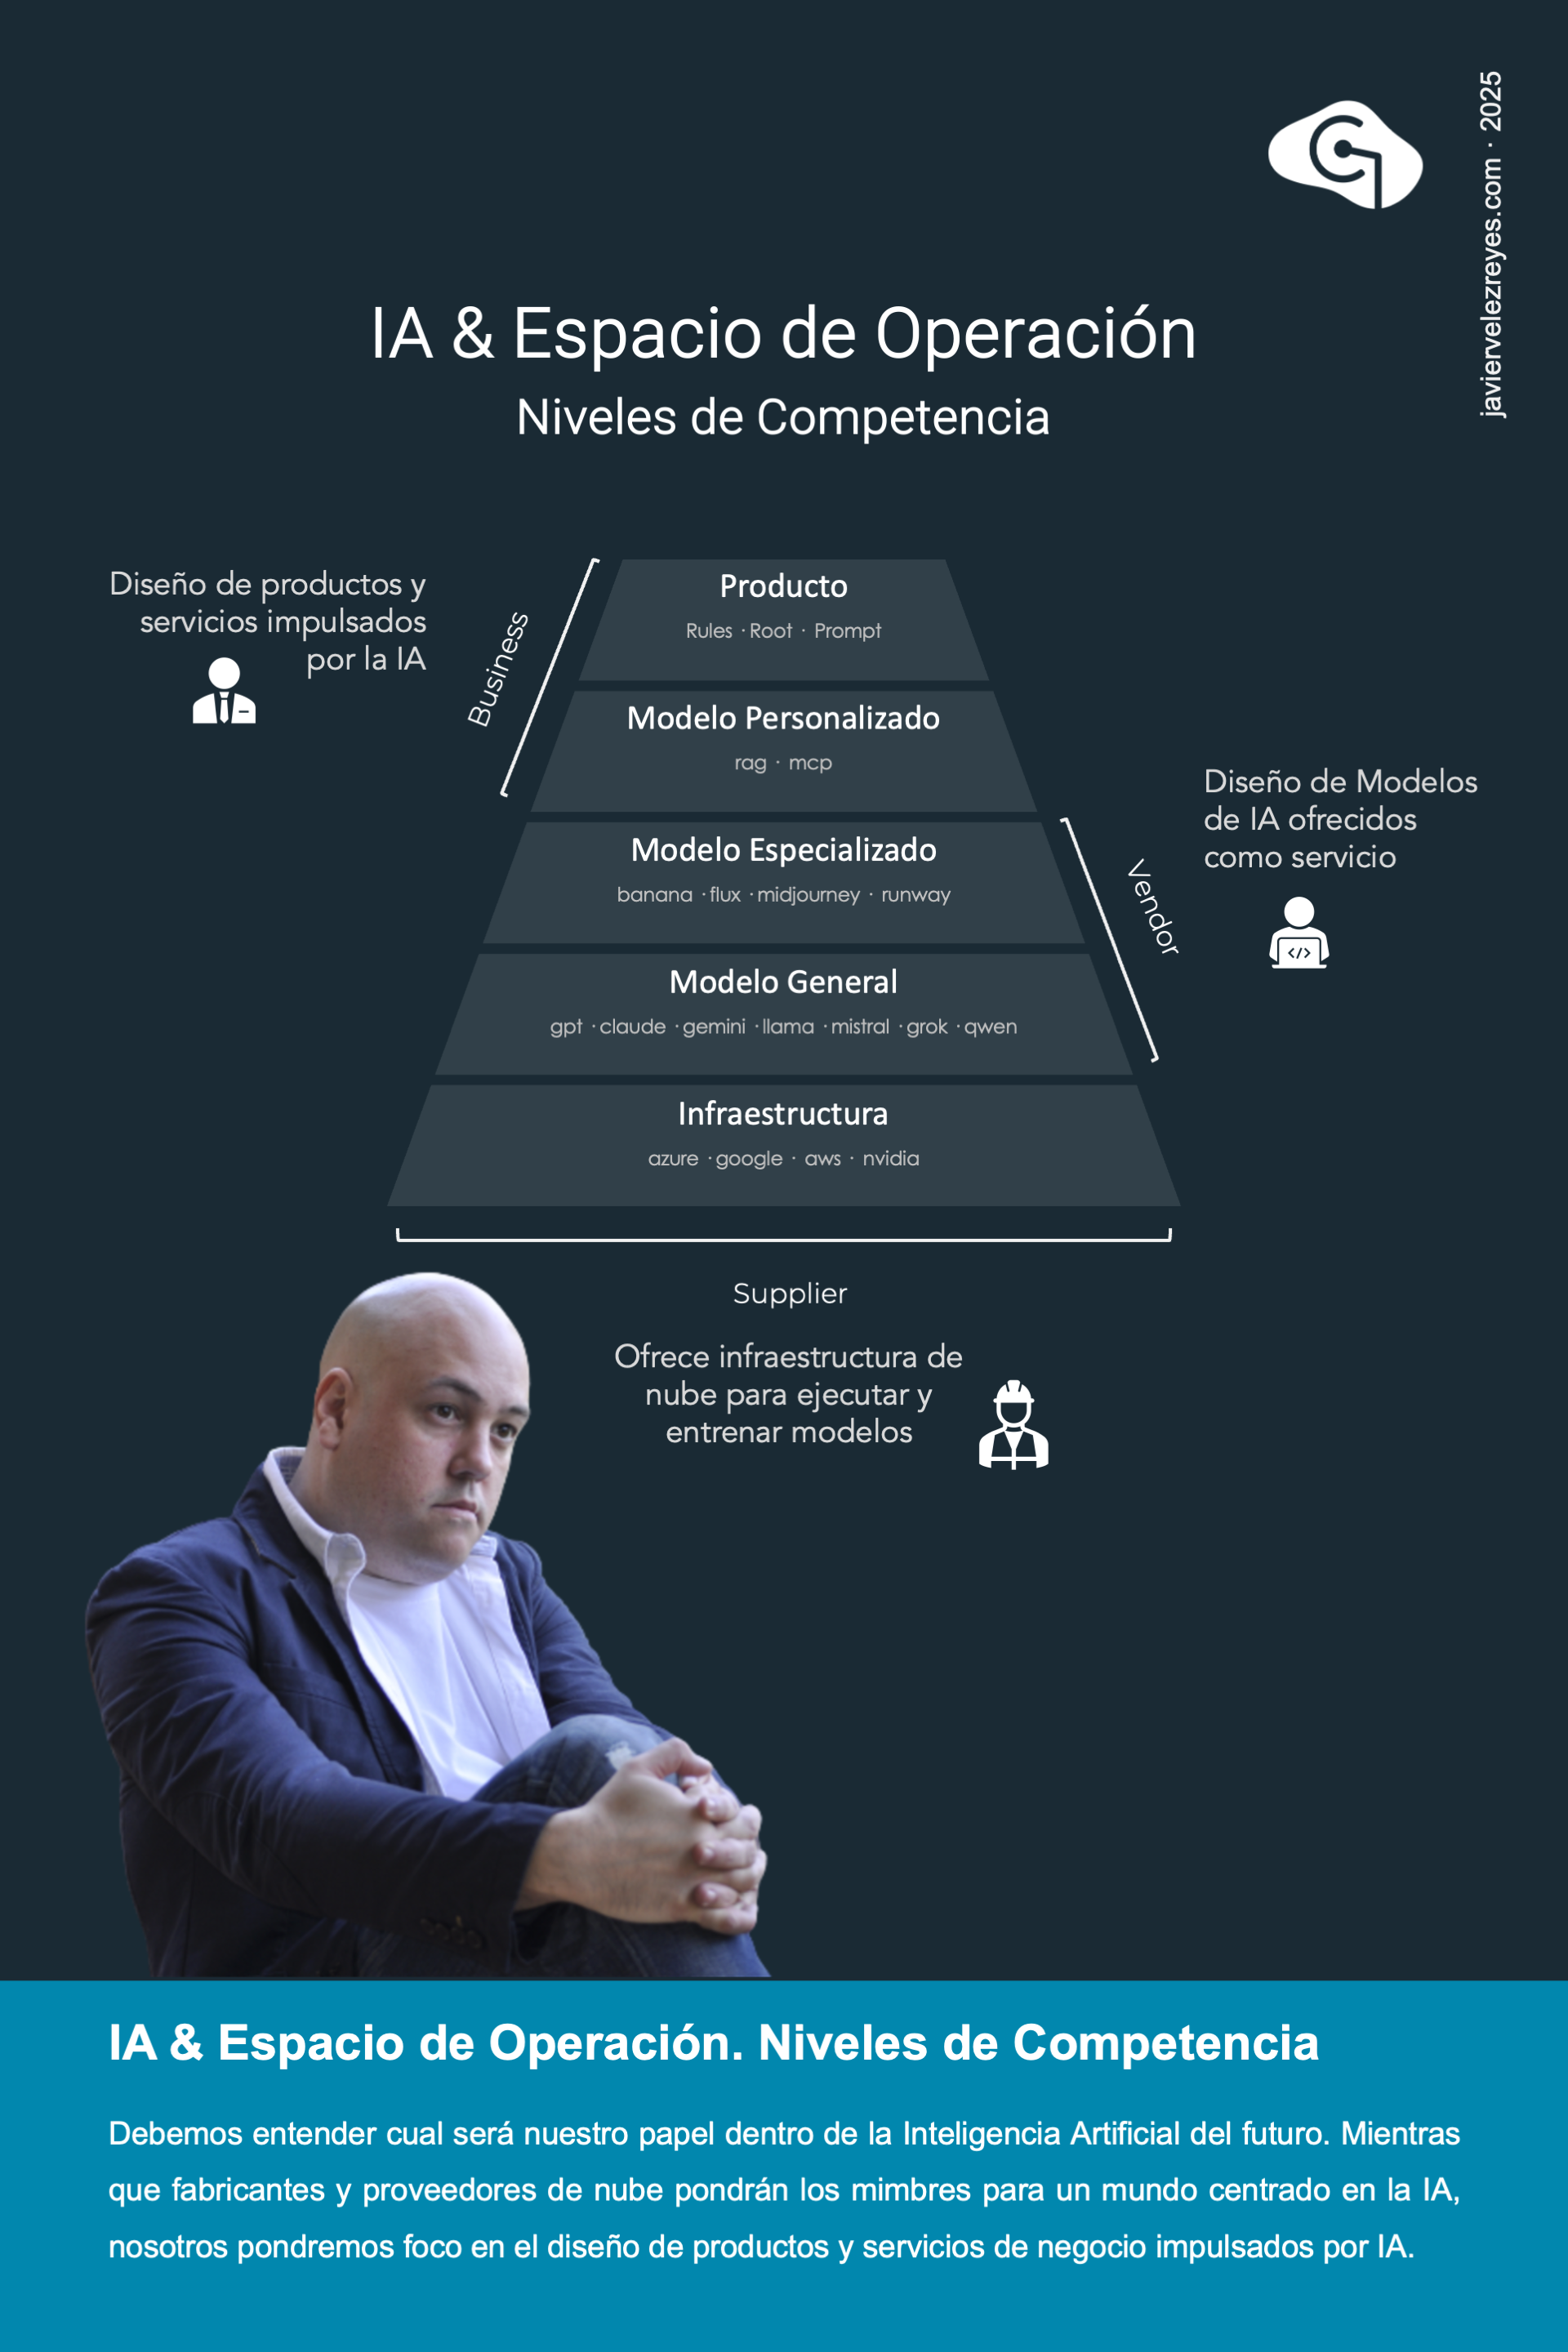 javiervelezreyes.com · 2025
IA & Espacio de Operación
Niveles de Competencia
Diseño de productos y
servicios impulsados
por la IA
Business
Producto
Rules · Root · Prompt
Modelo Personalizado
rag · mcp
Modelo Especializado
banana · flux · midjourney · runway
Modelo General
gpt · claude · gemini · llama · mistral · grok · qwen
Infraestructura
azure · google · aws · nvidia
Vendor
Diseño de Modelos
de IA ofrecidos
como servicio
Supplier
Ofrece infraestructura de
nube para ejecutar y
entrenar modelos
IA & Espacio de Operación. Niveles de Competencia
Debemos entender cual será nuestro papel dentro de la Inteligencia Artificial del futuro. Mientras
que fabricantes y proveedores de nube pondrán los mimbres para un mundo centrado en la IA,
nosotros pondremos foco en el diseño de productos y servicios de negocio impulsados por IA.